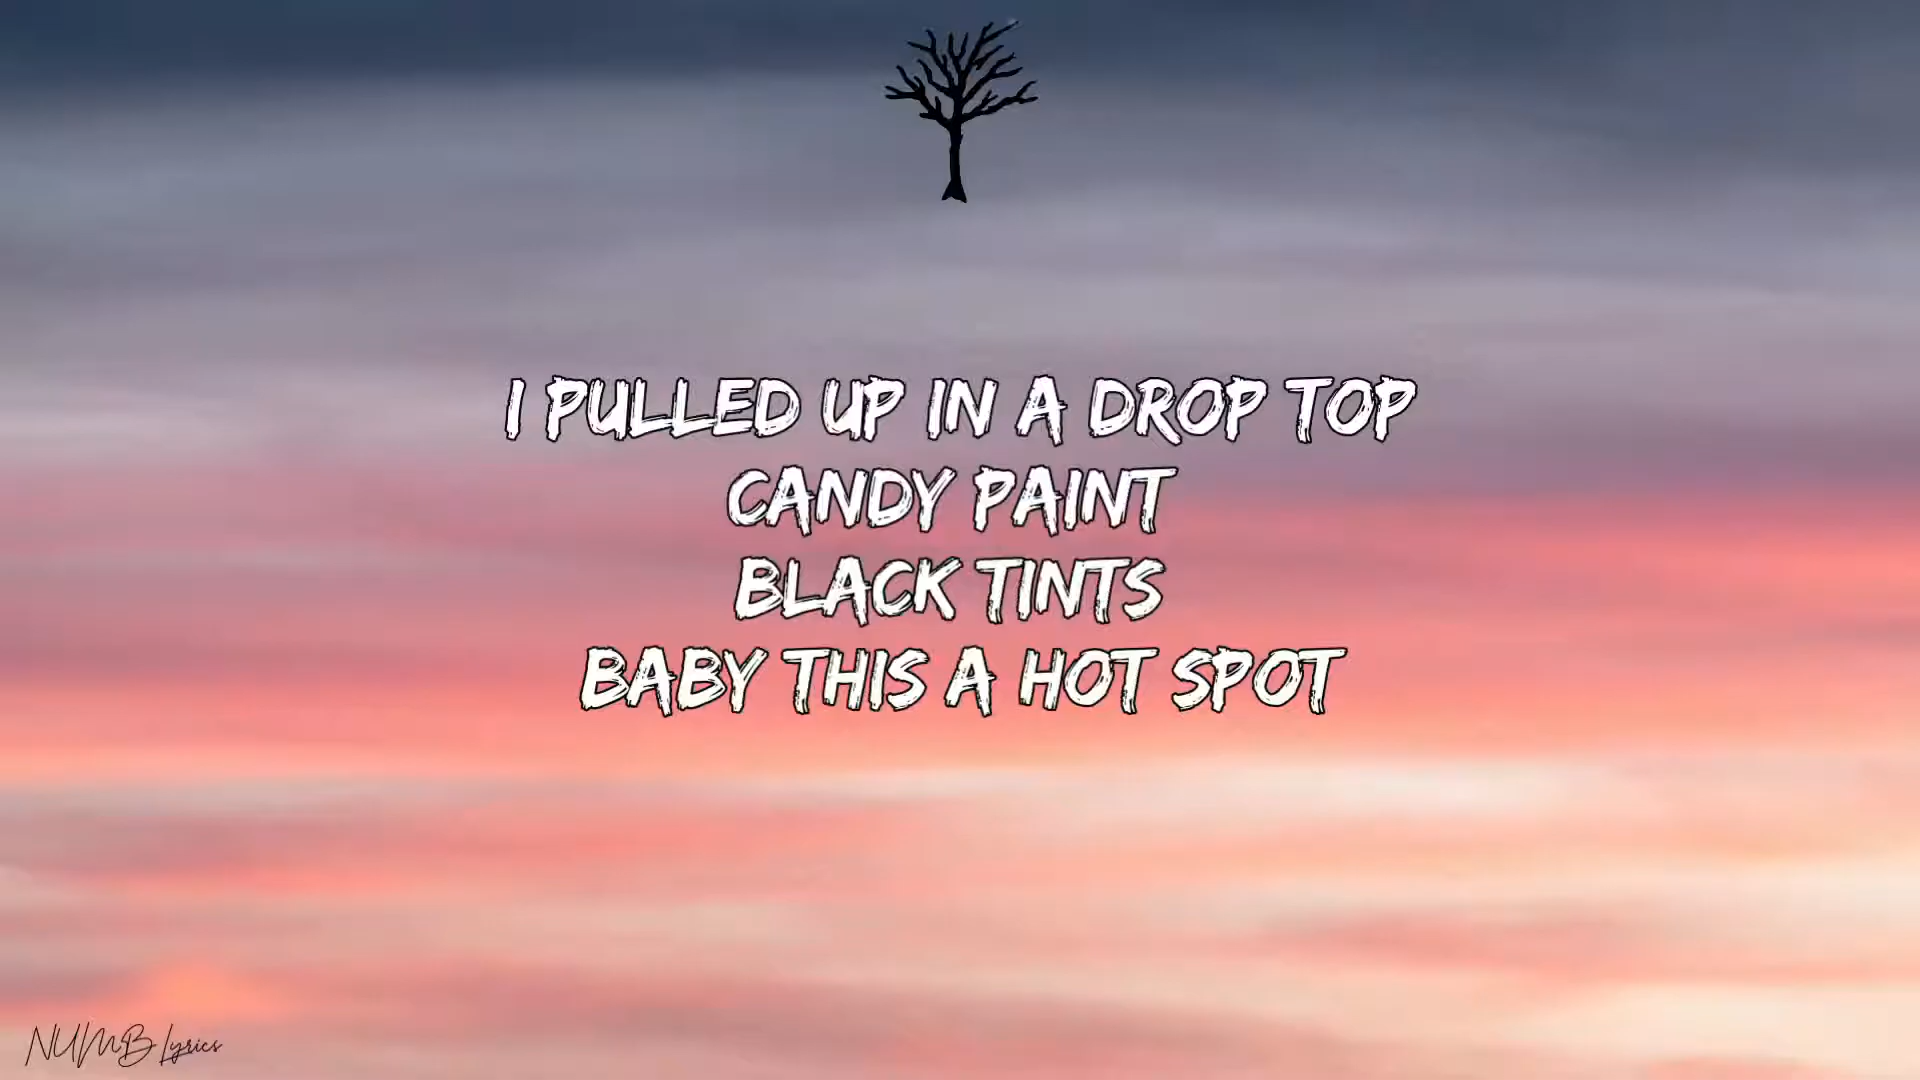 I PULLED UP IN A DROP TOP
CANDY PAINT
BLACK TINTS
BABY THIS A HOT SPOT
NUMB Lyrics